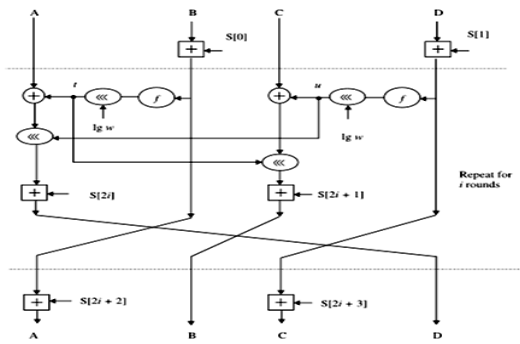 A B C D
S[0] S[1]
+ +
t u
+ <<< f + <<< f
lg w lg w
<<<
<<<
Repeat for
i rounds
+ S[2i] + S[2i + 1]
+ S[2i + 2] + S[2i + 3]
A B C D